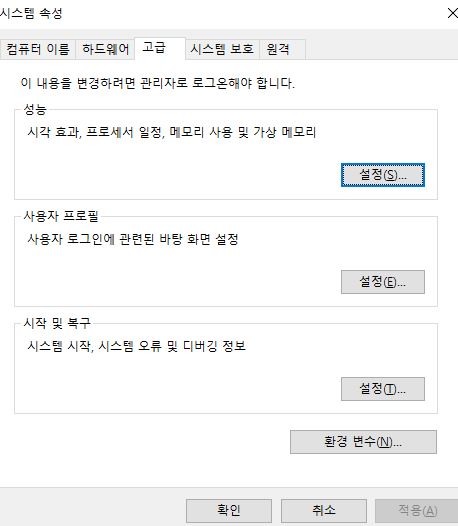 시스템 속성
컴퓨터 이름 하드웨어 고급 시스템 보호 원격
이 내용을 변경하려면 관리자로 로그온해야 합니다.
성능
시각 효과, 프로세서 일정, 메모리 사용 및 가상 메모리
설정(S)...
사용자 프로필
사용자 로그인에 관련된 바탕 화면 설정
설정(E)...
시작 및 복구
시스템 시작, 시스템 오류 및 디버깅 정보
설정(T)...
환경 변수(N)...
확인 취소 적용(A)